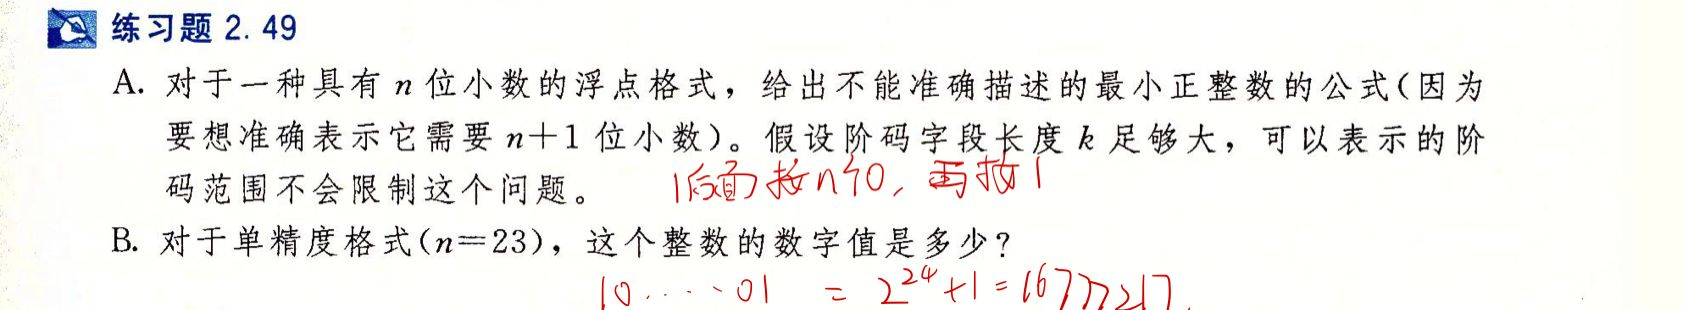 练习题 2.49
A. 对于一种具有 n 位小数的浮点格式，给出不能准确描述的最小正整数的公式(因为
要想准确表示它需要 n+1 位小数)。假设阶码字段长度 k 足够大，可以表示的阶
码范围不会限制这个问题。
1后面接n个0，再接1
B. 对于单精度格式(n=23)，这个整数的数字值是多少？
10.....01 = 2^24+1=16777217.